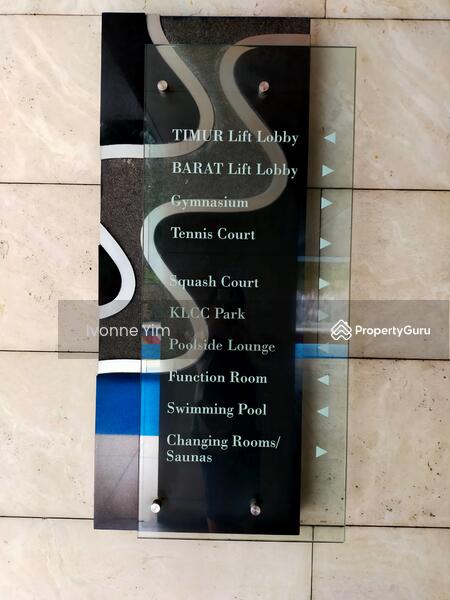 TIMUR Lift Lobby
BARAT Lift Lobby
Gymnasium
Tennis Court
Squash Court
KLCC Park
Ivonne Yim
PropertyGuru
Poolside Lounge
Function Room
Swimming Pool
Changing Rooms/
Saunas